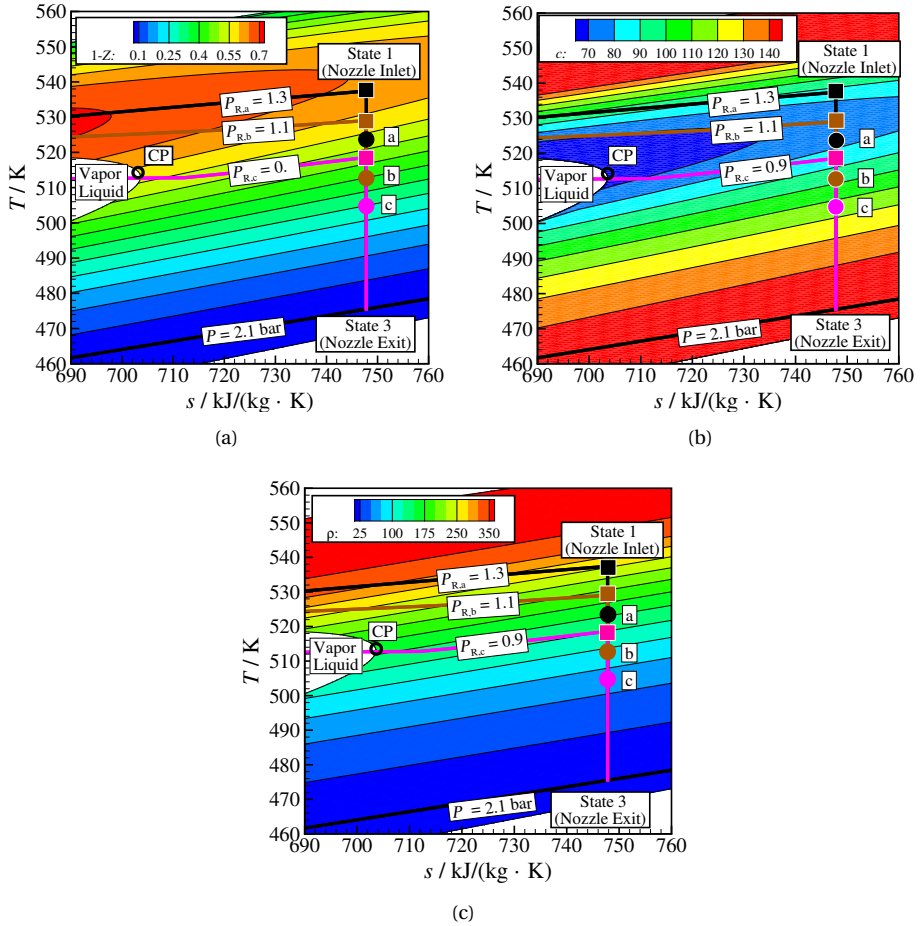 1-Z: 0.1 0.25 0.4 0.55 0.7
State 1
(Nozzle Inlet)
P_R,a = 1.3
P_R,b = 1.1
a
CP
Vapor
Liquid
P_R,c = 0.
b
c
P = 2.1 bar
State 3
(Nozzle Exit)
T / K
560
550
540
530
520
510
500
490
480
470
460
690 700 710 720 730 740 750 760
s / kJ/(kg · K)
(a)
c: 70 80 90 100 110 120 130 140
State 1
(Nozzle Inlet)
P_R,a = 1.3
P_R,b = 1.1
a
CP
Vapor
Liquid
P_R,c = 0.9
b
c
P = 2.1 bar
State 3
(Nozzle Exit)
T / K
560
550
540
530
520
510
500
490
480
470
460
690 700 710 720 730 740 750 760
s / kJ/(kg · K)
(b)
ρ: 25 100 175 250 350
State 1
(Nozzle Inlet)
P_R,a = 1.3
P_R,b = 1.1
a
CP
Vapor
Liquid
P_R,c = 0.9
b
c
P = 2.1 bar
State 3
(Nozzle Exit)
T / K
560
550
540
530
520
510
500
490
480
470
460
690 700 710 720 730 740 750 760
s / kJ/(kg · K)
(c)